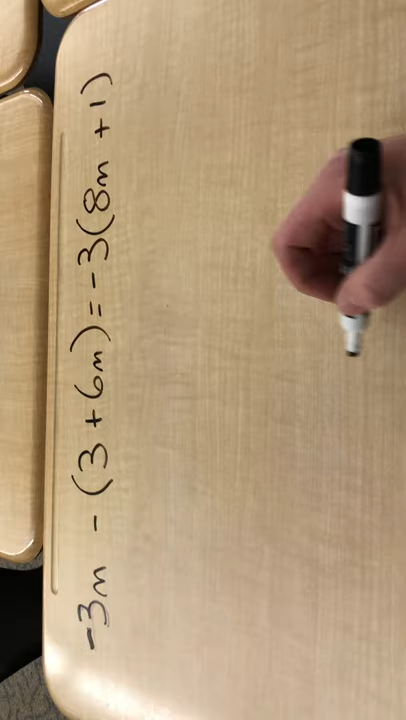 -3m - (3 + 6m) = -3(8m + 1)